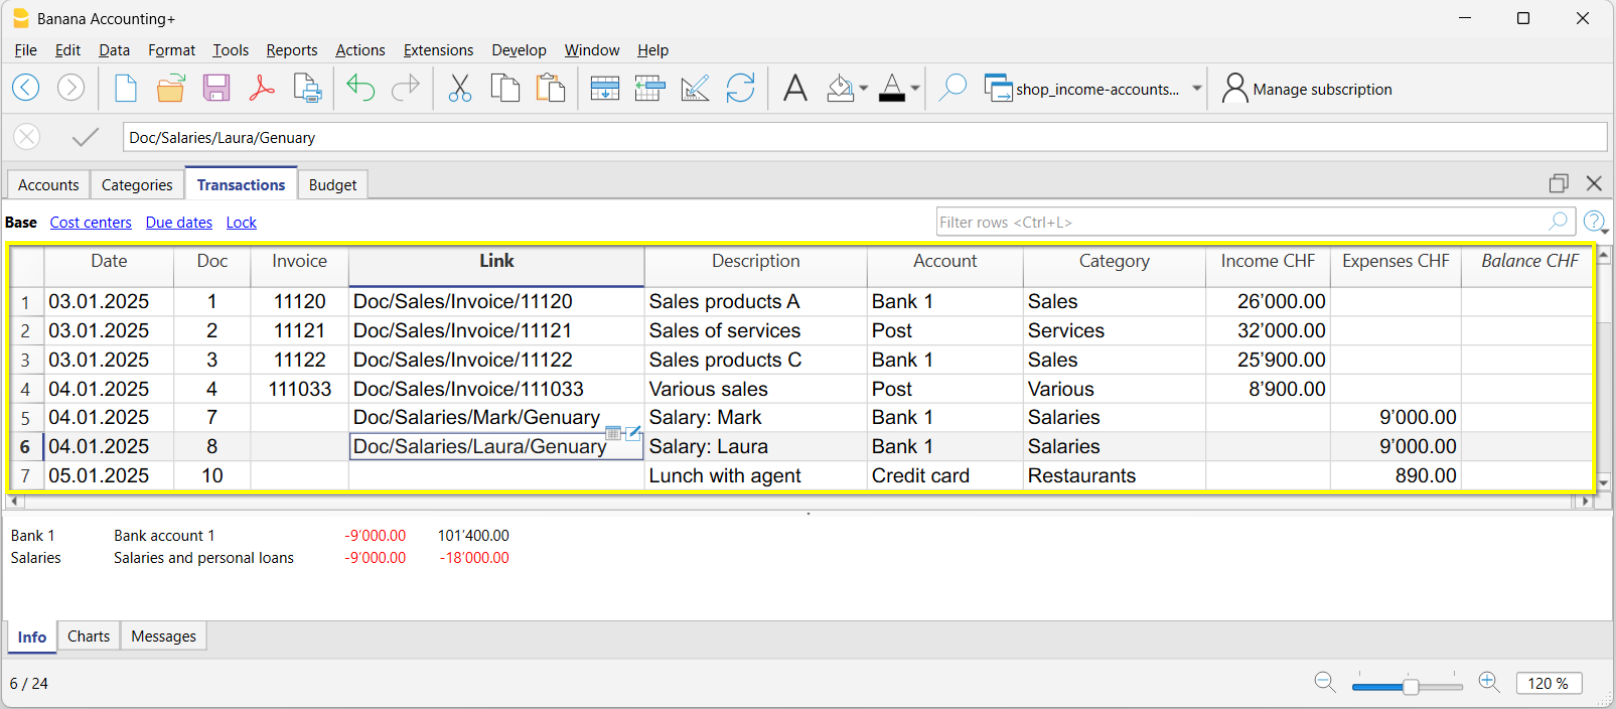 Banana Accounting+
File Edit Data Format Tools Reports Actions Extensions Develop Window Help
shop_income-accounts... Manage subscription
Doc/Salaries/Laura/Genuary
Accounts Categories Transactions Budget
Base Cost centers Due dates Lock Filter rows <Ctrl+L>
Date Doc Invoice Link Description Account Category Income CHF Expenses CHF Balance CHF
1 03.01.2025 1 11120 Doc/Sales/Invoice/11120 Sales products A Bank 1 Sales 26’000.00
2 03.01.2025 2 11121 Doc/Sales/Invoice/11121 Sales of services Post Services 32’000.00
3 03.01.2025 3 11122 Doc/Sales/Invoice/11122 Sales products C Bank 1 Sales 25’900.00
4 04.01.2025 4 111033 Doc/Sales/Invoice/111033 Various sales Post Various 8’900.00
5 04.01.2025 7 Doc/Salaries/Mark/Genuary Salary: Mark Bank 1 Salaries 9’000.00
6 04.01.2025 8 Doc/Salaries/Laura/Genuary Salary: Laura Bank 1 Salaries 9’000.00
7 05.01.2025 10 Lunch with agent Credit card Restaurants 890.00
Bank 1 Bank account 1 -9’000.00 101’400.00
Salaries Salaries and personal loans -9’000.00 -18’000.00
Info Charts Messages
6 / 24 120 %